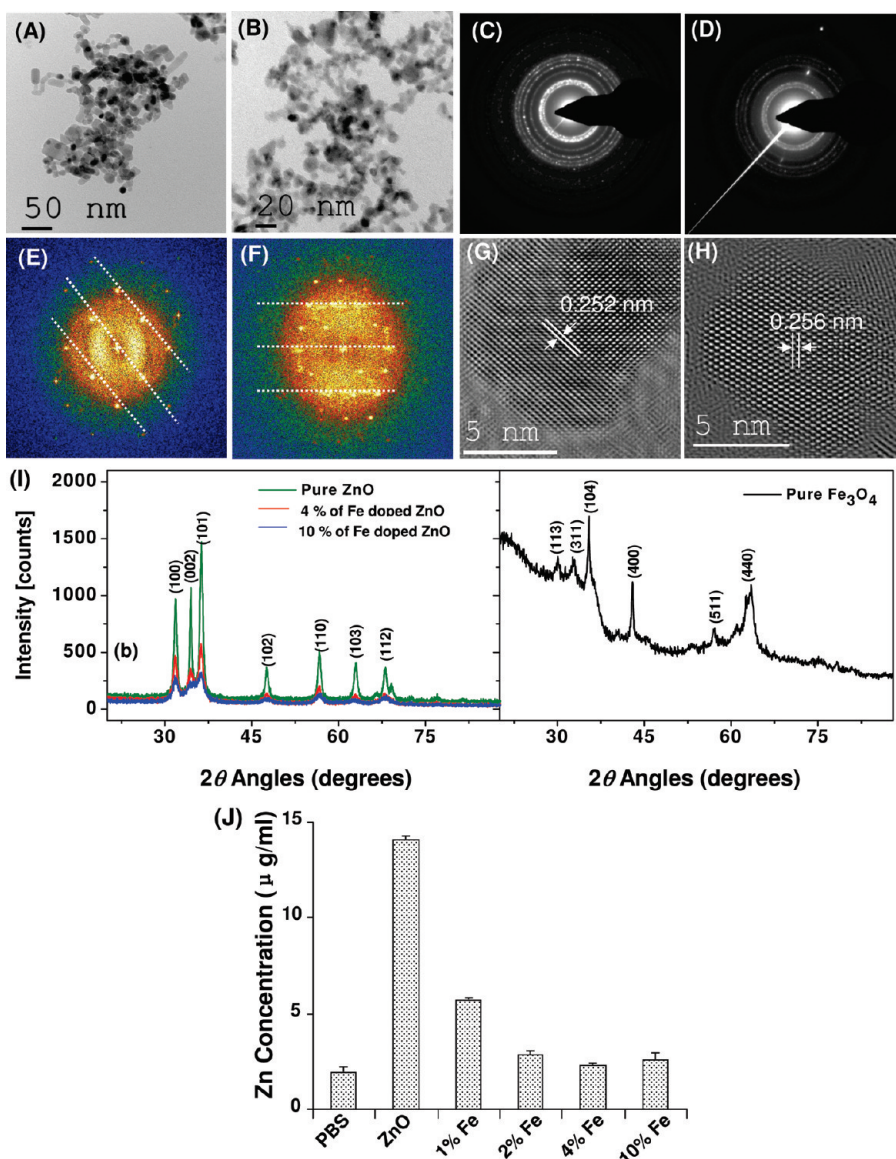 (A)
50 nm
(B)
20 nm
(C)
(D)
(E)
(F)
(G)
0.252 nm
5 nm
(H)
0.256 nm
5 nm
(I)
Intensity [counts]
2000
1500
1000
500
0
(b)
Pure ZnO
4 % of Fe doped ZnO
10 % of Fe doped ZnO
(100)
(002)
(101)
(102)
(110)
(103)
(112)
30 45 60 75
2θ Angles (degrees)
Pure Fe3O4
(113)
(311)
(104)
(400)
(511)
(440)
30 45 60 75
2θ Angles (degrees)
(J)
Zn Concentration (μ g/ml)
15
10
5
0
PBS
ZnO
1% Fe
2% Fe
4% Fe
10% Fe